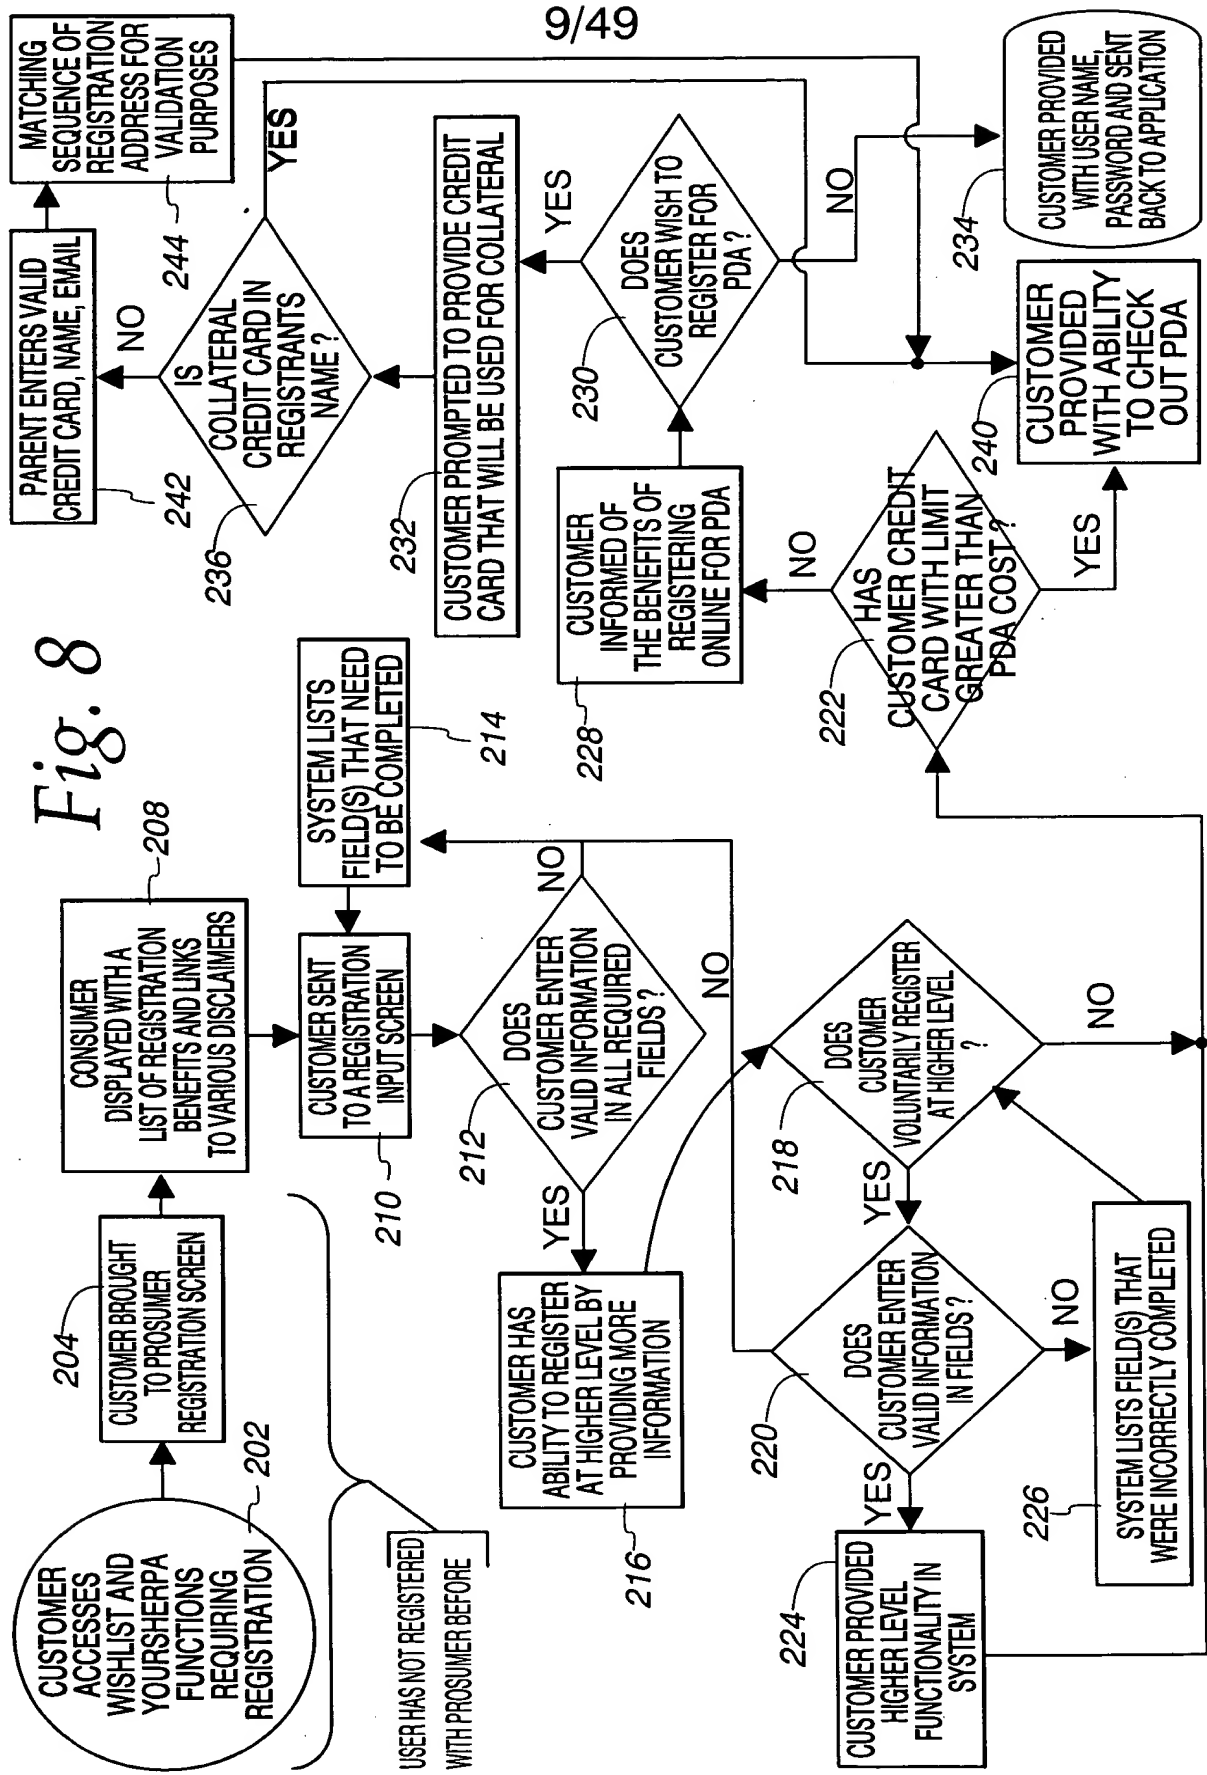 9/49
Fig. 8
CUSTOMER
ACCESSES
WISHLIST AND
YOURSHERPA
FUNCTIONS
REQUIRING
REGISTRATION
202
USER HAS NOT REGISTERED
WITH PROSUMER BEFORE
204
CUSTOMER BROUGHT
TO PROSUMER
REGISTRATION SCREEN
208
CONSUMER
DISPLAYED WITH A
LIST OF REGISTRATION
BENEFITS AND LINKS
TO VARIOUS DISCLAIMERS
CUSTOMER SENT
TO A REGISTRATION
INPUT SCREEN
210
SYSTEM LISTS
FIELD(S) THAT NEED
TO BE COMPLETED
214
212
DOES
CUSTOMER ENTER
VALID INFORMATION
IN ALL REQUIRED
FIELDS ?
NO
YES
CUSTOMER HAS
ABILITY TO REGISTER
AT HIGHER LEVEL BY
PROVIDING MORE
INFORMATION
216
218
DOES
CUSTOMER
VOLUNTARILY REGISTER
AT HIGHER LEVEL
?
NO
YES
220
DOES
CUSTOMER ENTER
VALID INFORMATION
IN FIELDS ?
NO
NO
YES
224
CUSTOMER PROVIDED
HIGHER LEVEL
FUNCTIONALITY IN
SYSTEM
226
SYSTEM LISTS FIELD(S) THAT
WERE INCORRECTLY COMPLETED
222
HAS
CUSTOMER CREDIT
CARD WITH LIMIT
GREATER THAN
PDA COST ?
NO
YES
CUSTOMER
INFORMED OF
THE BENEFITS OF
REGISTERING
ONLINE FOR PDA
228
230
DOES
CUSTOMER WISH TO
REGISTER FOR
PDA ?
YES
NO
CUSTOMER PROMPTED TO PROVIDE CREDIT
CARD THAT WILL BE USED FOR COLLATERAL
232
236
IS
COLLATERAL
CREDIT CARD IN
REGISTRANTS
NAME ?
NO
YES
PARENT ENTERS VALID
CREDIT CARD, NAME, EMAIL
242
MATCHING
SEQUENCE OF
REGISTRATION
ADDRESS FOR
VALIDATION
PURPOSES
244
240
CUSTOMER
PROVIDED
WITH ABILITY
TO CHECK
OUT PDA
234
CUSTOMER PROVIDED
WITH USER NAME,
PASSWORD AND SENT
BACK TO APPLICATION